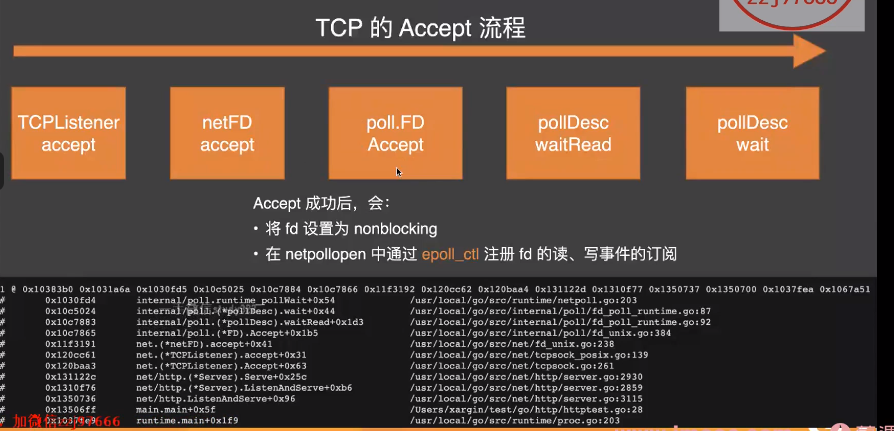 zzj77666
TCP 的 Accept 流程
TCPListener
accept
netFD
accept
poll.FD
Accept
pollDesc
waitRead
pollDesc
wait
Accept 成功后，会：
• 将 fd 设置为 nonblocking
• 在 netpollopen 中通过 epoll_ctl 注册 fd 的读、写事件的订阅
1 @ 0x10383b0 0x1031a6a 0x1030fd5 0x10c5025 0x10c7884 0x10c7866 0x11f3192 0x120cc62 0x120baa4 0x131122d 0x1310f77 0x1350737 0x1350700 0x1037fea 0x1067a51
# 0x1030fd4 internal/poll.runtime_pollWait+0x54 /usr/local/go/src/runtime/netpoll.go:203
# 0x10c5024 internal/poll.(*pollDesc).wait+0x44 /usr/local/go/src/internal/poll/fd_poll_runtime.go:87
# 0x10c7883 internal/poll.(*pollDesc).waitRead+0x1d3 /usr/local/go/src/internal/poll/fd_poll_runtime.go:92
# 0x10c7865 internal/poll.(*FD).Accept+0x1b5 /usr/local/go/src/internal/poll/fd_unix.go:384
# 0x11f3191 net.(*netFD).accept+0x41 /usr/local/go/src/net/fd_unix.go:238
# 0x120cc61 net.(*TCPListener).accept+0x31 /usr/local/go/src/net/tcpsock_posix.go:139
# 0x120baa3 net.(*TCPListener).Accept+0x63 /usr/local/go/src/net/tcpsock.go:261
# 0x131122c net/http.(*Server).Serve+0x25c /usr/local/go/src/net/http/server.go:2930
# 0x1310f76 net/http.(*Server).ListenAndServe+0xb6 /usr/local/go/src/net/http/server.go:2859
# 0x1350736 net/http.ListenAndServe+0x96 /usr/local/go/src/net/http/server.go:3115
# 0x13506ff main.main+0x5f /Users/xargin/test/go/http/httptest.go:28
# runtime.main+0x1f9 /usr/local/go/src/runtime/proc.go:203